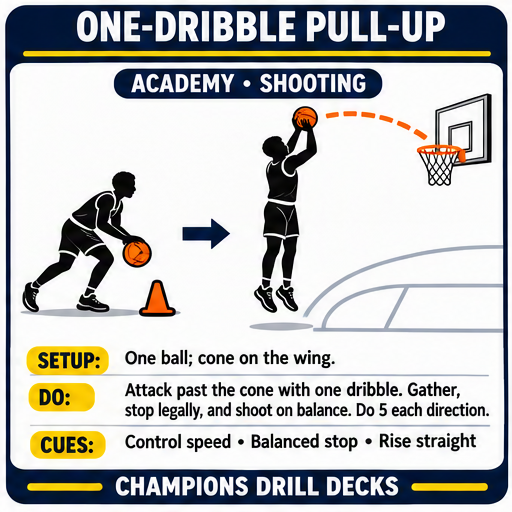 ONE-DRIBBLE PULL-UP
ACADEMY • SHOOTING
SETUP: One ball; cone on the wing.
DO: Attack past the cone with one dribble. Gather,
stop legally, and shoot on balance. Do 5 each direction.
CUES: Control speed • Balanced stop • Rise straight
CHAMPIONS DRILL DECKS